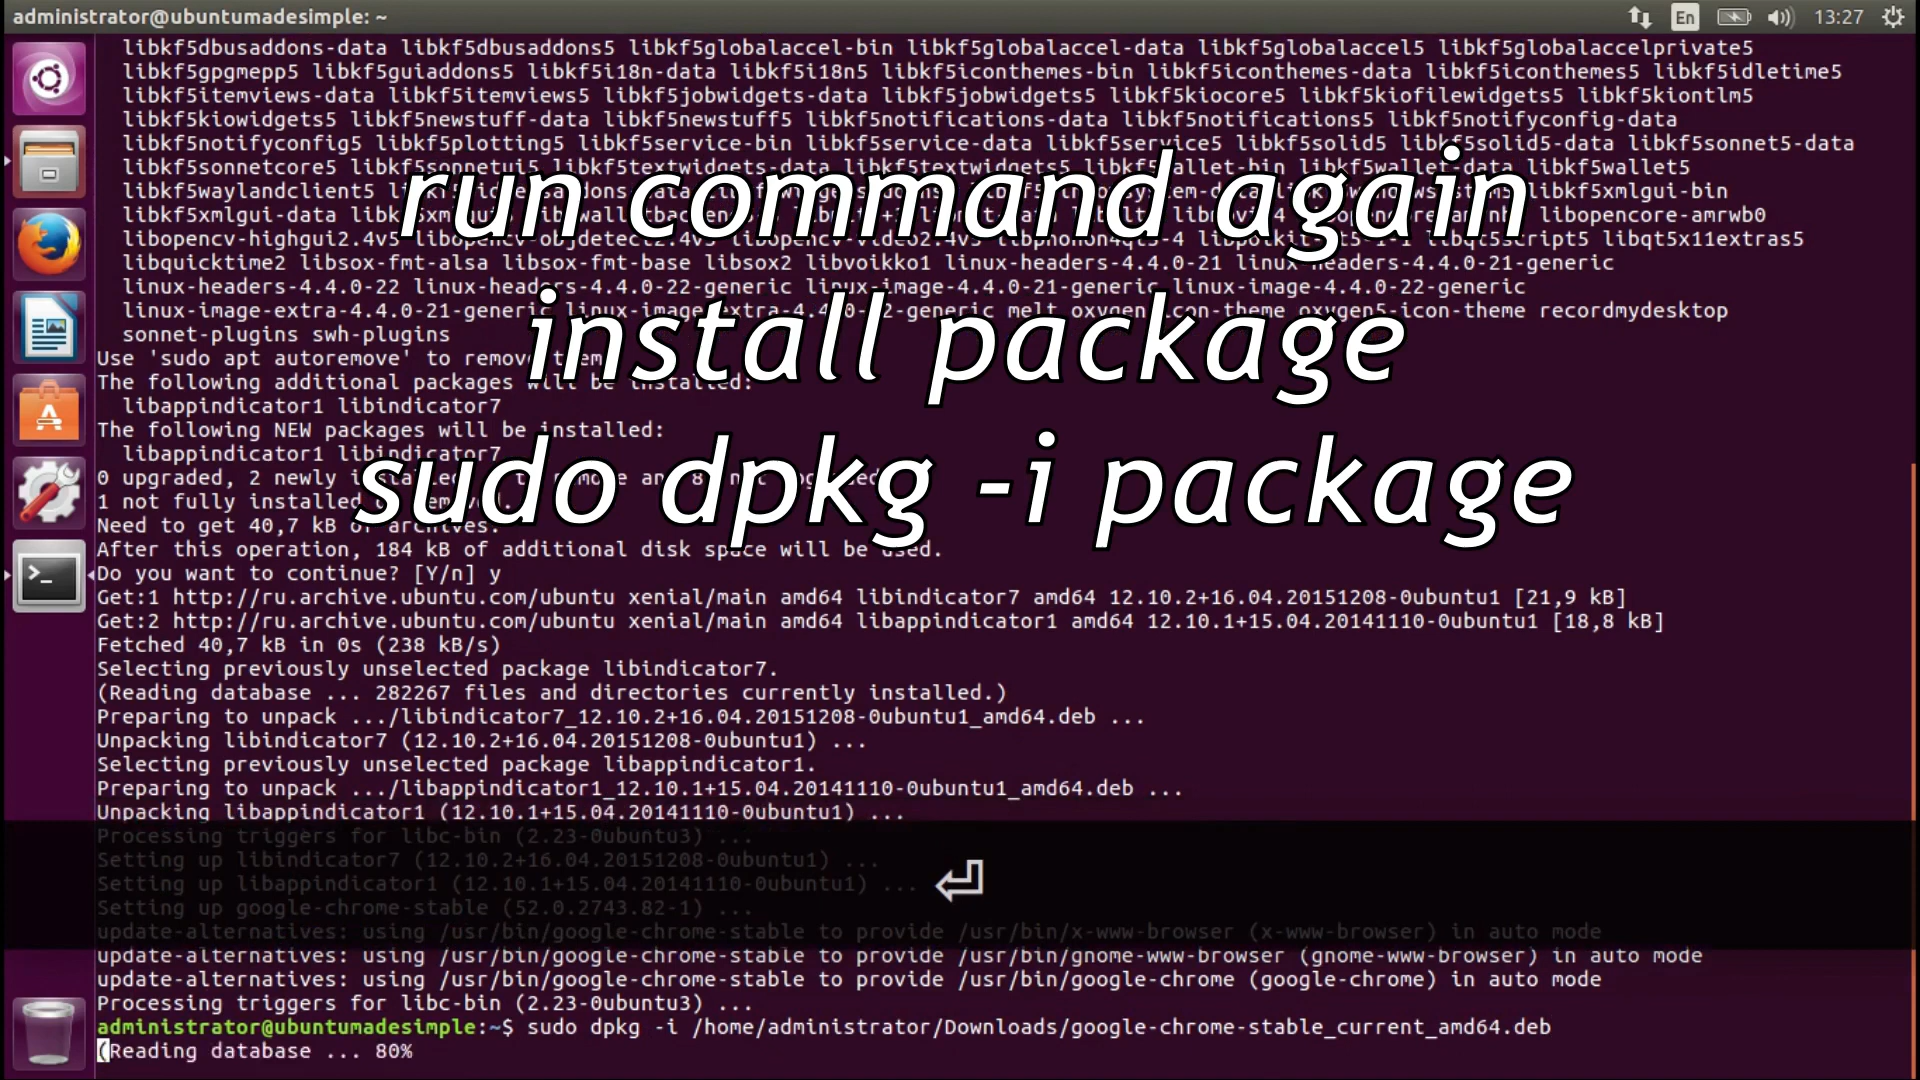 administrator@ubuntumadesimple: ~
En
13:27
libkf5dbusaddons-data libkf5dbusaddons5 libkf5globalaccel-bin libkf5globalaccel-data libkf5globalaccel5 libkf5globalaccelprivate5
libkf5gpgmepp5 libkf5guiaddons5 libkf5i18n-data libkf5i18n5 libkf5iconthemes-bin libkf5iconthemes-data libkf5iconthemes5 libkf5idletime5
libkf5itemviews-data libkf5itemviews5 libkf5jobwidgets-data libkf5jobwidgets5 libkf5kiocore5 libkf5kiofilewidgets5 libkf5kiontlm5
libkf5kiowidgets5 libkf5newstuff-data libkf5newstuff5 libkf5notifications-data libkf5notifications5 libkf5notifyconfig-data
libkf5notifyconfig5 libkf5plotting5 libkf5service-bin libkf5service-data libkf5service5 libkf5solid5 libkf5solid5-data libkf5sonnet5-data
libkf5sonnetcore5 libkf5sonnetui5 libkf5textwidgets-data libkf5textwidgets5 libkf5wallet-bin libkf5wallet-data libkf5wallet5
libkf5waylandclient5 libkf5xmlgui-bin
libkf5xmlgui-data libopencore-amrwb0
run command again
libopencv-highgui2.4v5 libopencv-objdetect2.4v5 libopencv-video2.4v5 libphonon4qt5-4 libqt5script5 libqt5x11extras5
libquicktime2 libsox-fmt-alsa libsox-fmt-base libsox2 libvoikko1 linux-headers-4.4.0-21 linux-headers-4.4.0-21-generic
linux-headers-4.4.0-22 linux-headers-4.4.0-22-generic linux-image-4.4.0-21-generic linux-image-4.4.0-22-generic
linux-image-extra-4.4.0-21-generic linux-image-extra-4.4.0-22-generic melt oxygen-icon-theme oxygen5-icon-theme recordmydesktop
sonnet-plugins swh-plugins
install package
Use 'sudo apt autoremove' to remove them.
The following additional packages will be installed:
libappindicator1 libindicator7
The following NEW packages will be installed:
libappindicator1 libindicator7
0 upgraded, 2 newly installed,
sudo dpkg -i package
1 not fully installed or removed.
Need to get 40,7 kB of archives.
After this operation, 184 kB of additional disk space will be used.
Do you want to continue? [Y/n] y
Get:1 http://ru.archive.ubuntu.com/ubuntu xenial/main amd64 libindicator7 amd64 12.10.2+16.04.20151208-0ubuntu1 [21,9 kB]
Get:2 http://ru.archive.ubuntu.com/ubuntu xenial/main amd64 libappindicator1 amd64 12.10.1+15.04.20141110-0ubuntu1 [18,8 kB]
Fetched 40,7 kB in 0s (238 kB/s)
Selecting previously unselected package libindicator7.
(Reading database ... 282267 files and directories currently installed.)
Preparing to unpack .../libindicator7_12.10.2+16.04.20151208-0ubuntu1_amd64.deb ...
Unpacking libindicator7 (12.10.2+16.04.20151208-0ubuntu1) ...
Selecting previously unselected package libappindicator1.
Preparing to unpack .../libappindicator1_12.10.1+15.04.20141110-0ubuntu1_amd64.deb ...
Unpacking libappindicator1 (12.10.1+15.04.20141110-0ubuntu1) ...
Processing triggers for libc-bin (2.23-0ubuntu3) ...
Setting up libindicator7 (12.10.2+16.04.20151208-0ubuntu1) ...
Setting up libappindicator1 (12.10.1+15.04.20141110-0ubuntu1) ...
Setting up google-chrome-stable (52.0.2743.82-1) ...
update-alternatives: using /usr/bin/google-chrome-stable to provide /usr/bin/x-www-browser (x-www-browser) in auto mode
update-alternatives: using /usr/bin/google-chrome-stable to provide /usr/bin/gnome-www-browser (gnome-www-browser) in auto mode
update-alternatives: using /usr/bin/google-chrome-stable to provide /usr/bin/google-chrome (google-chrome) in auto mode
Processing triggers for libc-bin (2.23-0ubuntu3) ...
administrator@ubuntumadesimple:~$ sudo dpkg -i /home/administrator/Downloads/google-chrome-stable_current_amd64.deb
(Reading database ... 80%